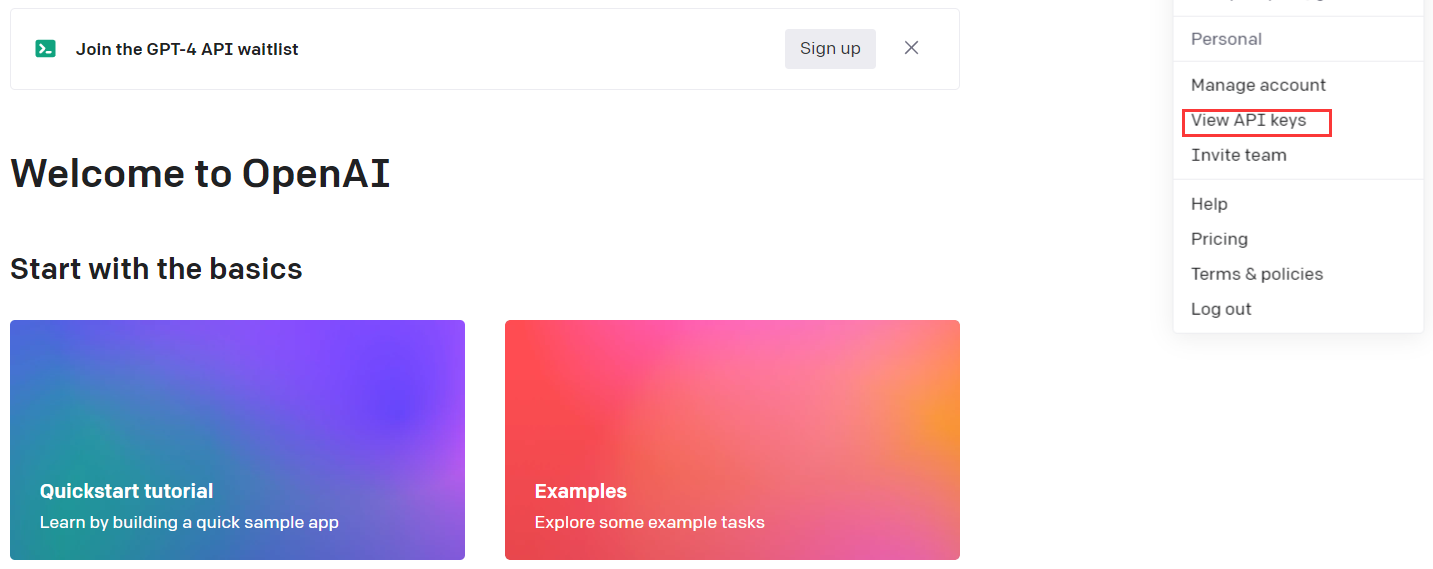 Join the GPT-4 API waitlist
Sign up
Welcome to OpenAI
Start with the basics
Quickstart tutorial
Learn by building a quick sample app
Examples
Explore some example tasks
Personal
Manage account
View API keys
Invite team
Help
Pricing
Terms & policies
Log out